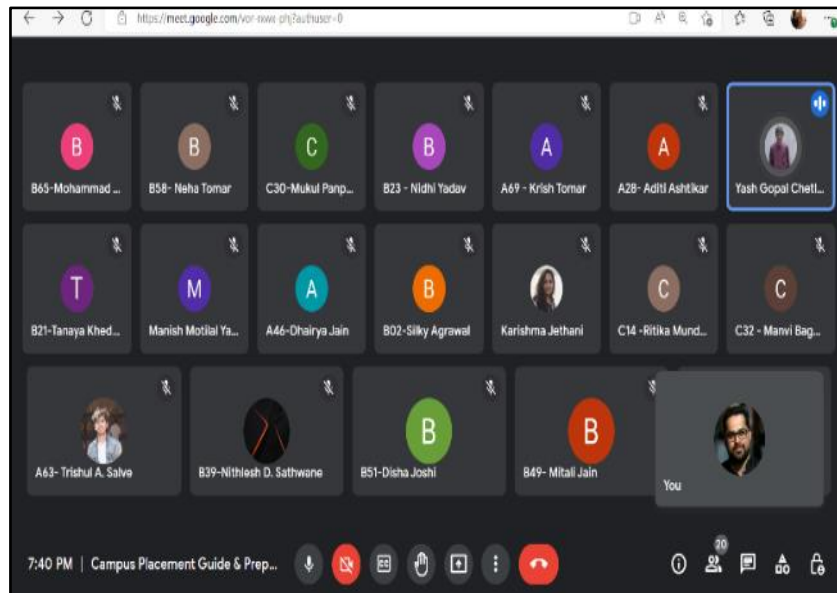 https://meet.google.com/vor-nxwx-phj?authuser=0
B B C B A A
B65-Mohammad ... B58- Neha Tomar C30-Mukul Panp... B23 - Nidhi Yadav A69 - Krish Tomar A28- Aditi Ashtikar Yash Gopal Chetl...
T M A B C C
B21-Tanaya Khed... Manish Motilal Ya... A46-Dhairya Jain B02-Silky Agrawal Karishma Jethani C14 -Ritika Mund... C32 - Manvi Bag...
B B
A63- Trishul A. Salve B39-Nithlesh D. Sathwane B51-Disha Joshi B49- Mitali Jain You
20
7:40 PM | Campus Placement Guide & Prep...